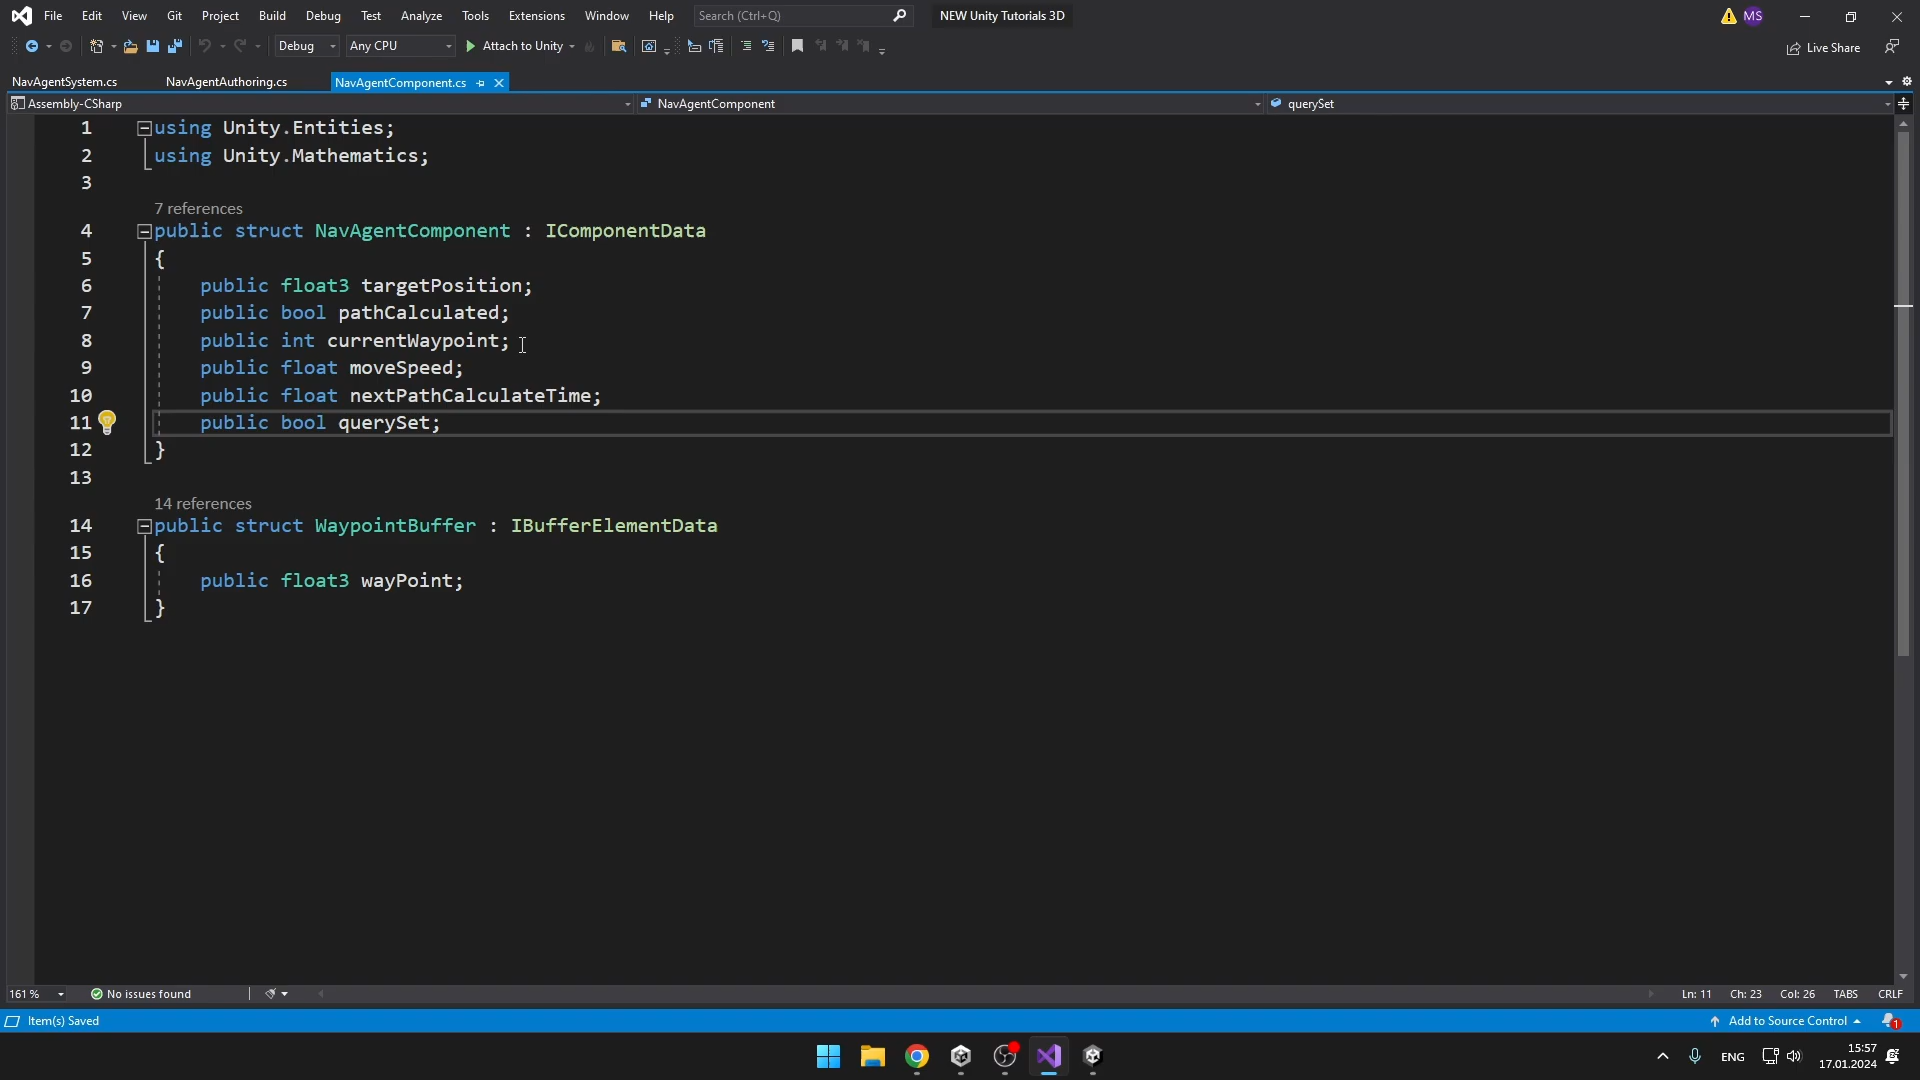 File Edit View Git Project Build Debug Test Analyze Tools Extensions Window Help Search (Ctrl+Q) NEW Unity Tutorials 3D MS
Debug Any CPU Attach to Unity Live Share
NavAgentSystem.cs NavAgentAuthoring.cs NavAgentComponent.cs
Assembly-CSharp NavAgentComponent querySet
1 using Unity.Entities;
2 using Unity.Mathematics;
3
7 references
4 public struct NavAgentComponent : IComponentData
5 {
6 public float3 targetPosition;
7 public bool pathCalculated;
8 public int currentWaypoint;
9 public float moveSpeed;
10 public float nextPathCalculateTime;
11 public bool querySet;
12 }
13
14 references
14 public struct WaypointBuffer : IBufferElementData
15 {
16 public float3 wayPoint;
17 }
161 % No issues found Ln: 11 Ch: 23 Col: 26 TABS CRLF
Item(s) Saved Add to Source Control 1
ENG 15:57
17.01.2024